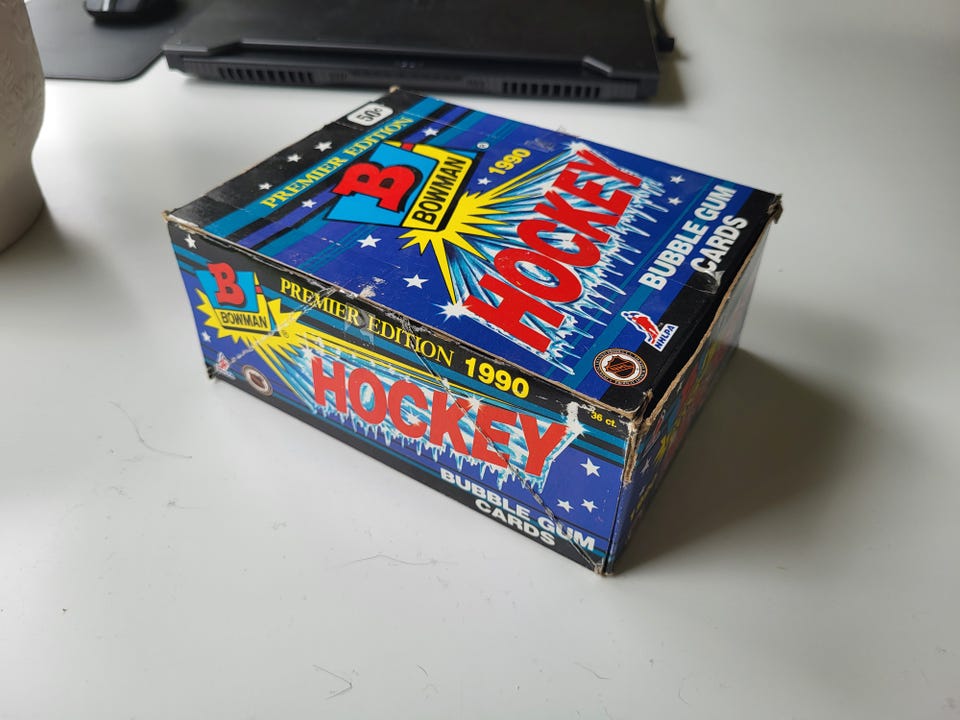 50¢
PREMIER EDITION
B
BOWMAN
®
1990
HOCKEY
BUBBLE GUM
CARDS
NHLPA
NHL
B
BOWMAN
®
PREMIER EDITION 1990
HOCKEY
36 ct.
BUBBLE GUM
CARDS